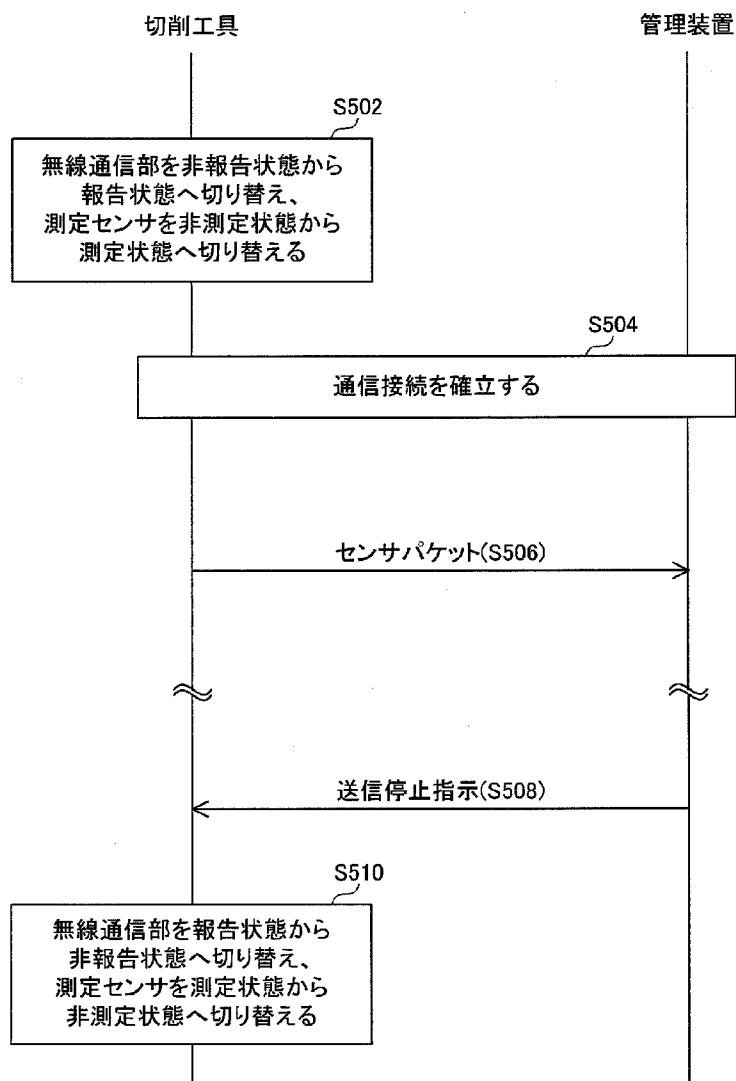 切削工具
管理装置
S502
無線通信部を非報告状態から
報告状態へ切り替え、
測定センサを非測定状態から
測定状態へ切り替える
S504
通信接続を確立する
センサパケット(S506)
送信停止指示(S508)
S510
無線通信部を報告状態から
非報告状態へ切り替え、
測定センサを測定状態から
非測定状態へ切り替える